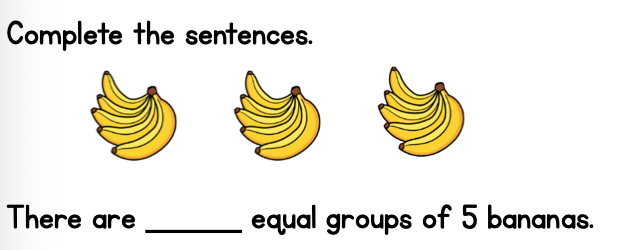 Complete the sentences.
There are ______ equal groups of 5 bananas.